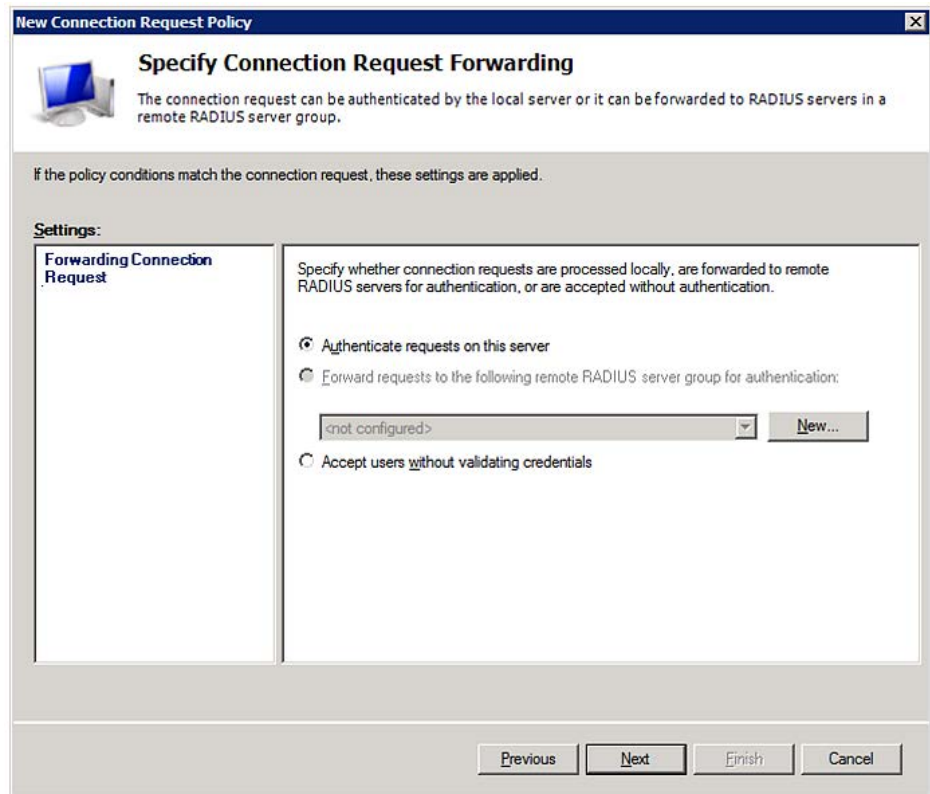 New Connection Request Policy
Specify Connection Request Forwarding
The connection request can be authenticated by the local server or it can be forwarded to RADIUS servers in a
remote RADIUS server group.
If the policy conditions match the connection request, these settings are applied.
Settings:
Forwarding Connection
Request
Specify whether connection requests are processed locally, are forwarded to remote
RADIUS servers for authentication, or are accepted without authentication.
Authenticate requests on this server
Forward requests to the following remote RADIUS server group for authentication:
<not configured>
New...
Accept users without validating credentials
Previous
Next
Finish
Cancel